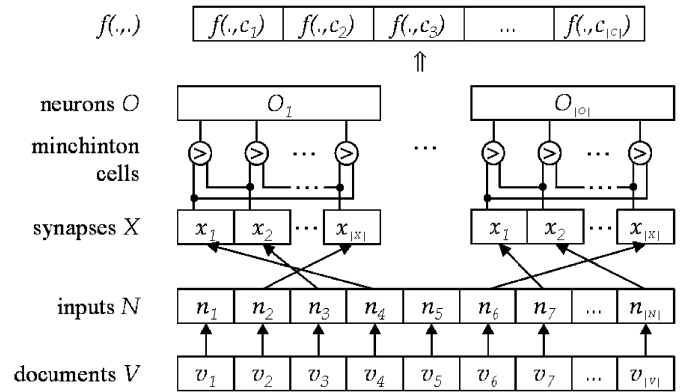 f(.,.) f(.,c₁) f(.,c₂) f(.,c₃) ... f(.,c|C|)
⇑
neurons O O₁ O|O|
minchinton cells > > ... > ... > > ... >
synapses X x₁ x₂ ... x|X| x₁ x₂ ... x|X|
inputs N n₁ n₂ n₃ n₄ n₅ n₆ n₇ ... n|N|
documents V v₁ v₂ v₃ v₄ v₅ v₆ v₇ ... v|V|